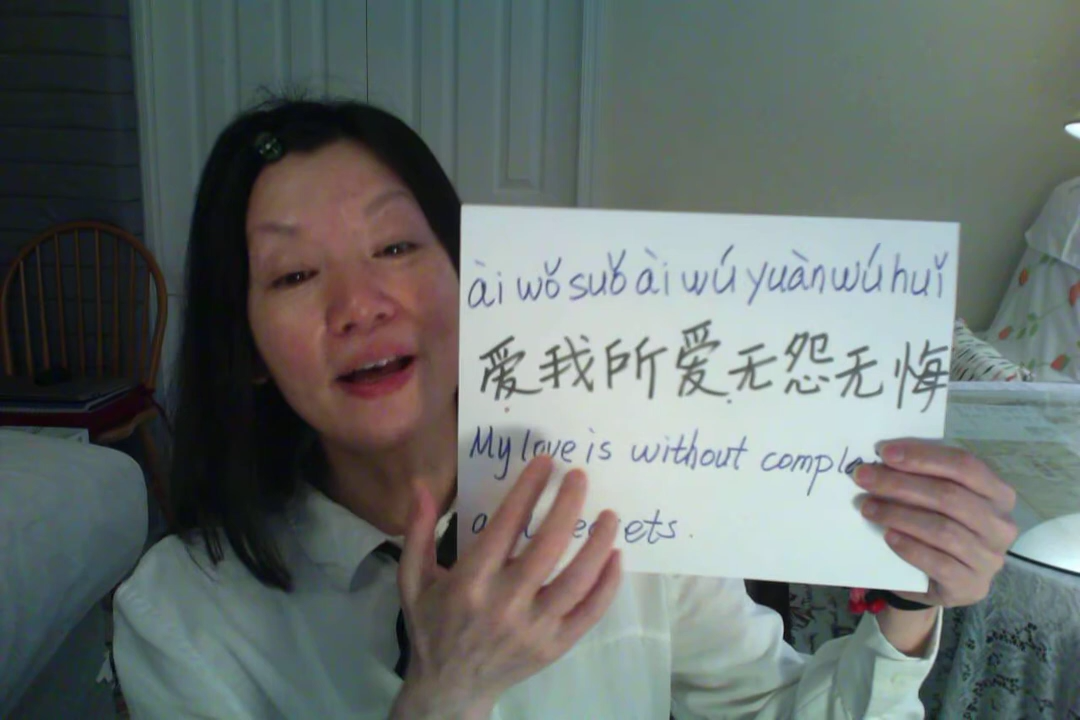 ài wǒ suǒ ài wú yuàn wú huǐ
爱我所爱无怨无悔
My love is without
ets.